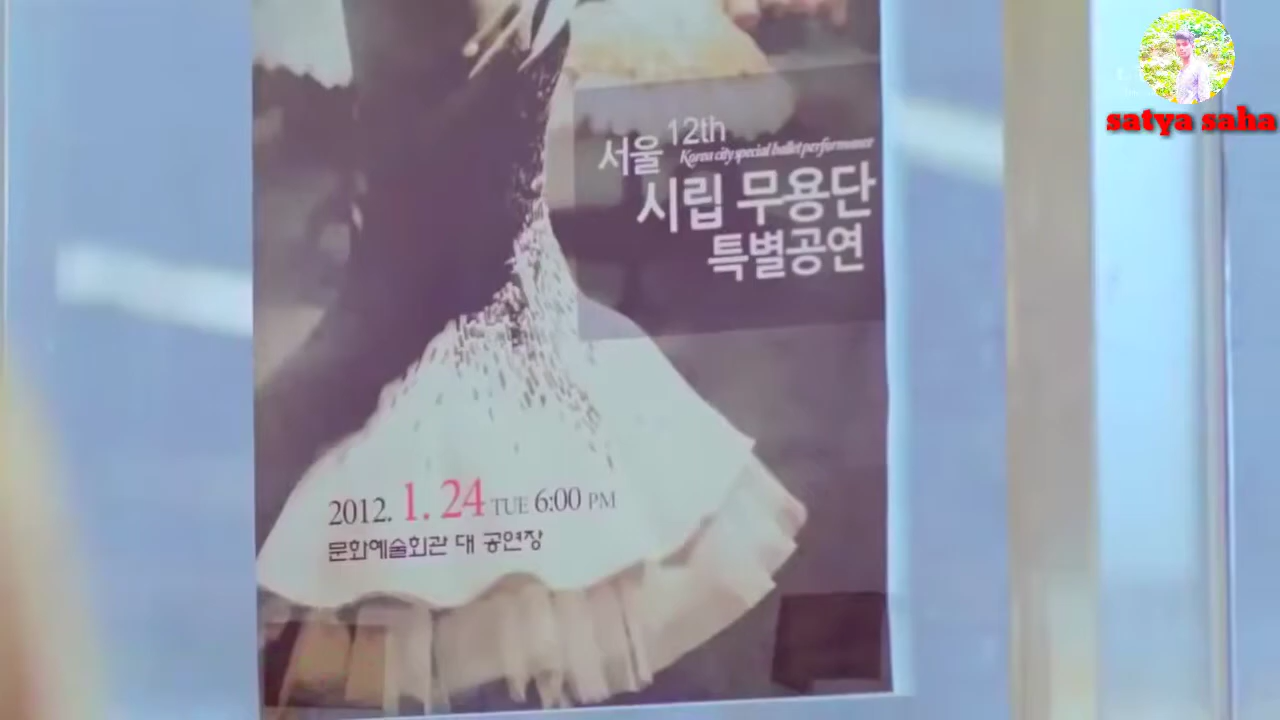 12th
서울 Korea city special ballet performance
시립 무용단
특별공연
2012. 1. 24 TUE 6:00 PM
문화예술회관 대 공연장
satya saha